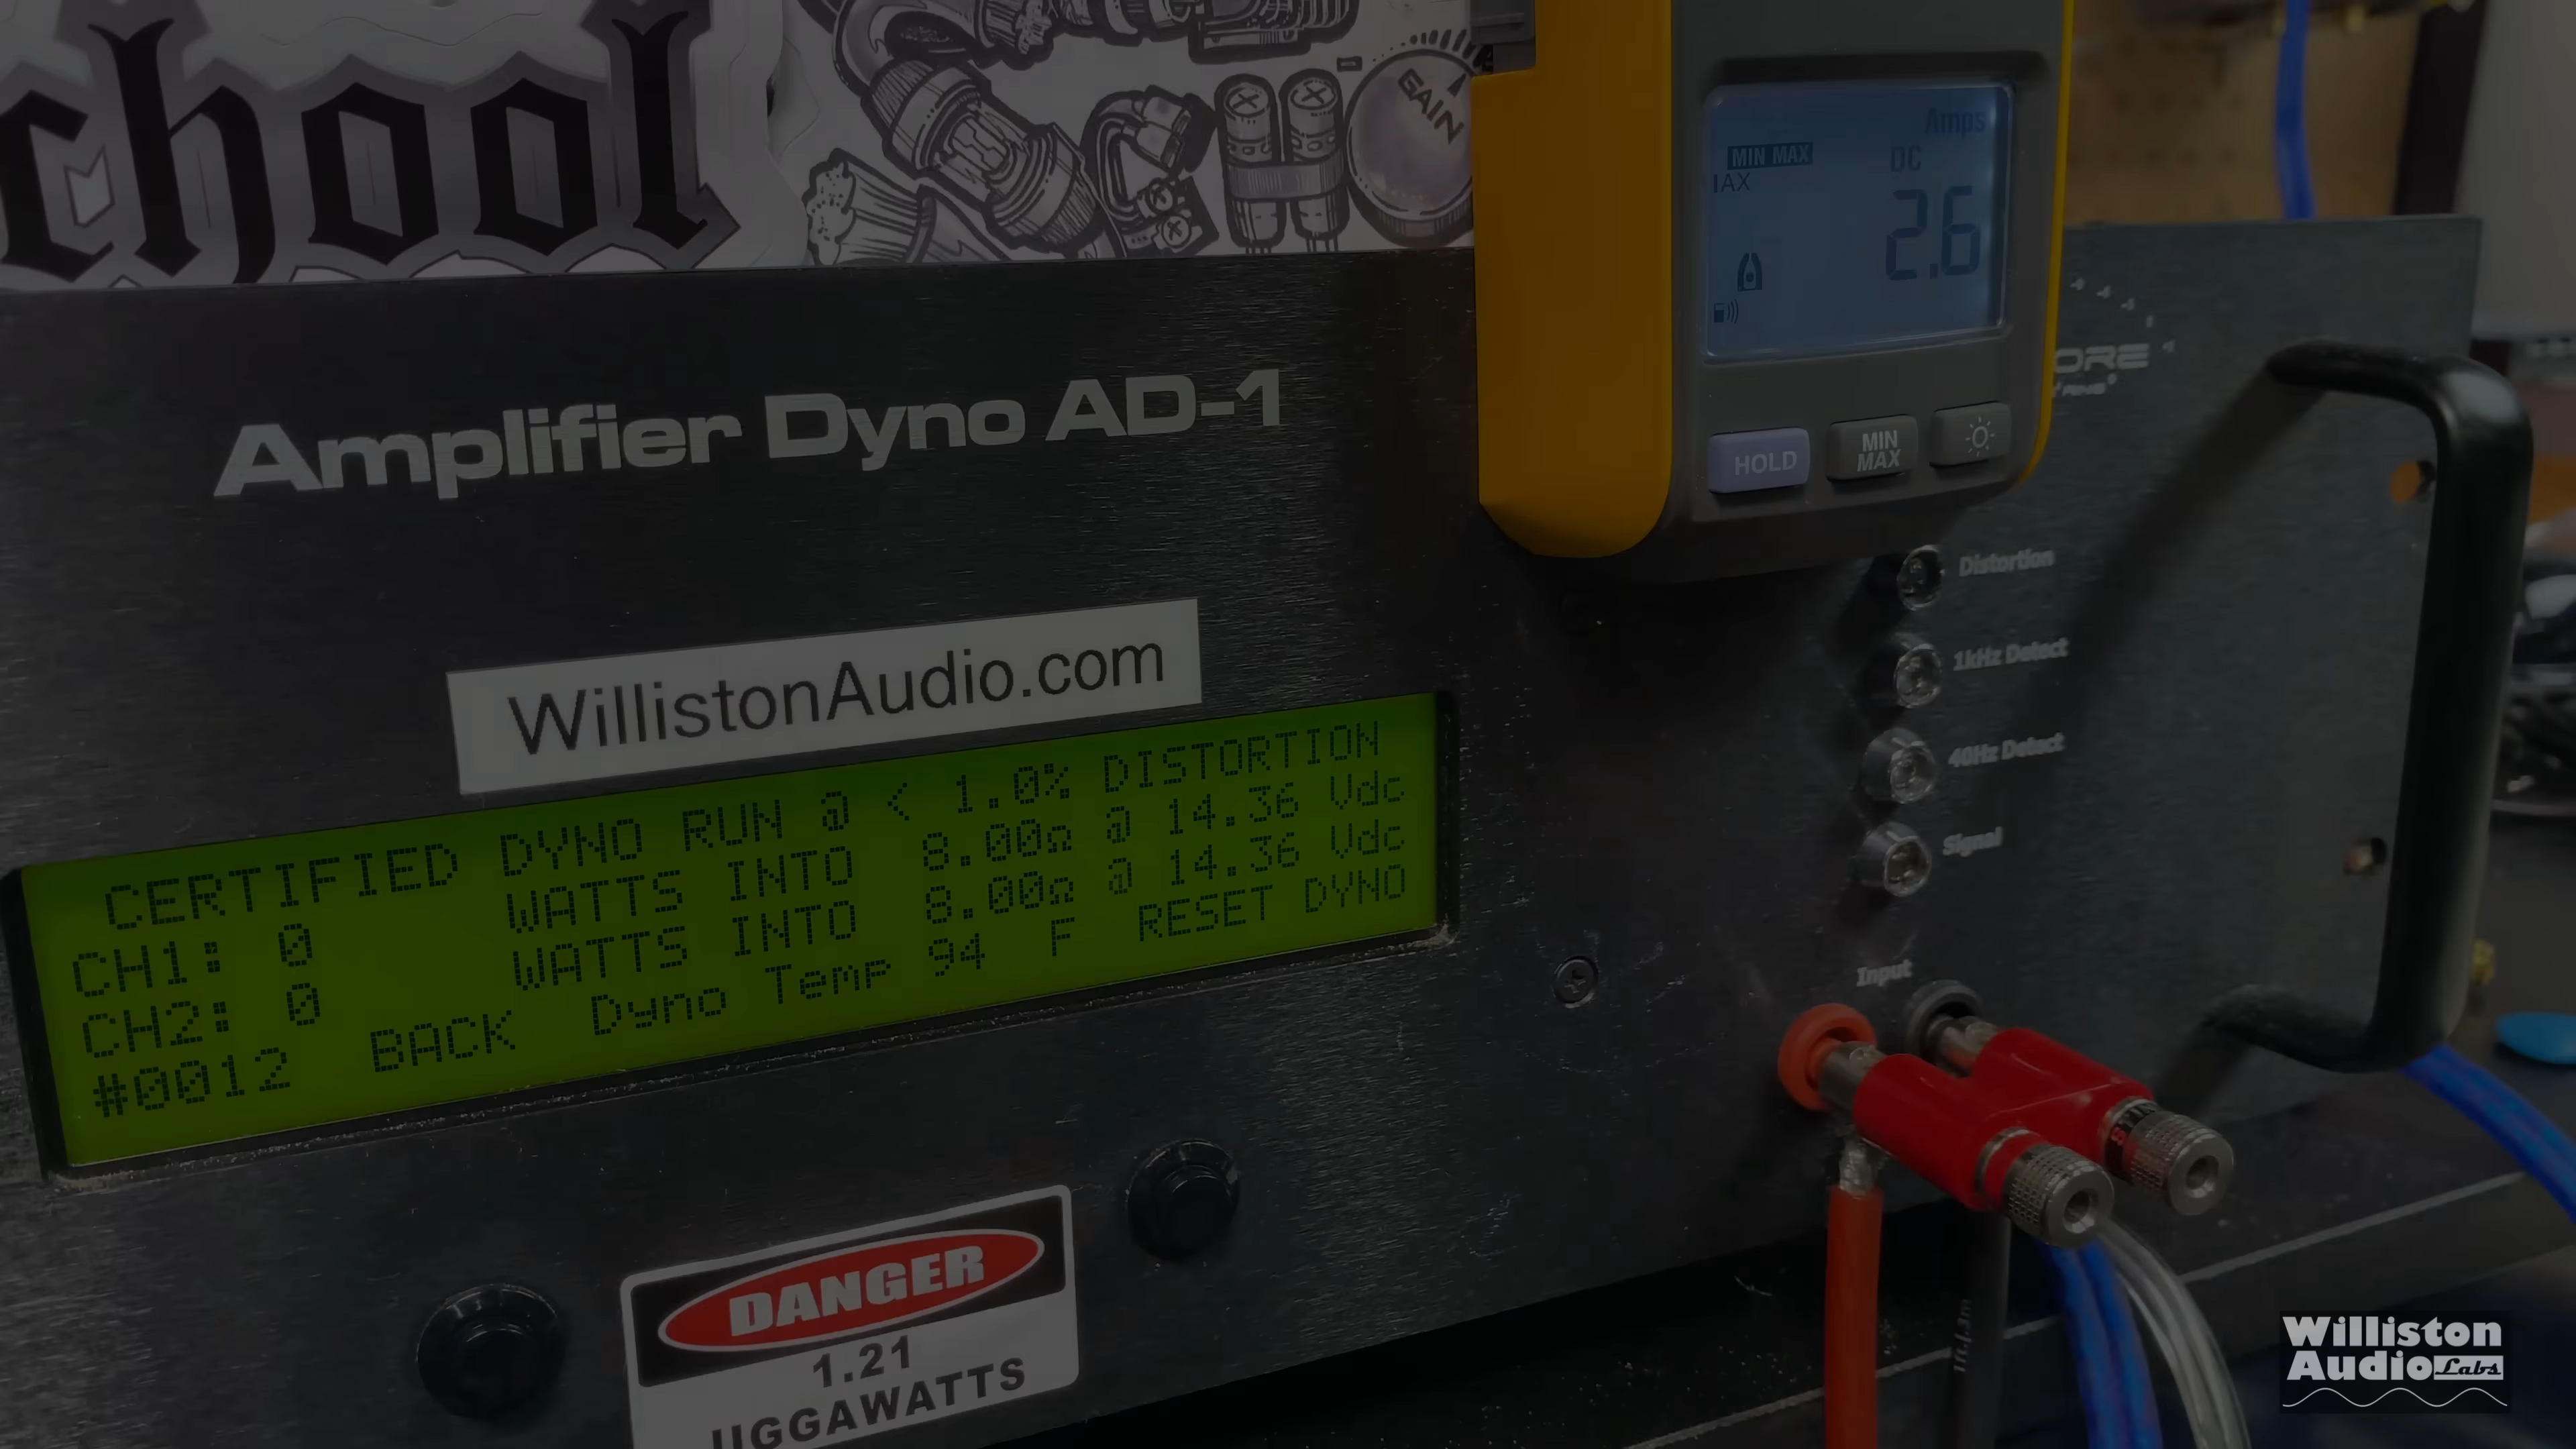 chool
GAIN
Amps
MIN MAX
DC
AX
2.6
HOLD
MIN
MAX
Amplifier Dyno AD-1
ORE
WillistonAudio.com
CERTIFIED DYNO RUN @ < 1.0% DISTORTION
CH1: 0 WATTS INTO 8.00Ω @ 14.36 Vdc
CH2: 0 WATTS INTO 8.00Ω @ 14.36 Vdc
#0012 BACK Dyno Temp 94 F RESET DYNO
Distortion
1kHz Detect
40Hz Detect
Signal
Input
DANGER
1.21
JIGGAWATTS
Williston
Audio Labs